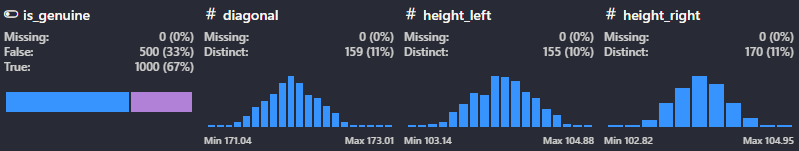 is_genuine
Missing: 0 (0%)
False: 500 (33%)
True: 1000 (67%)
# diagonal
Missing: 0 (0%)
Distinct: 159 (11%)
Min 171.04 Max 173.01
# height_left
Missing: 0 (0%)
Distinct: 155 (10%)
Min 103.14 Max 104.88
# height_right
Missing: 0 (0%)
Distinct: 170 (11%)
Min 102.82 Max 104.95